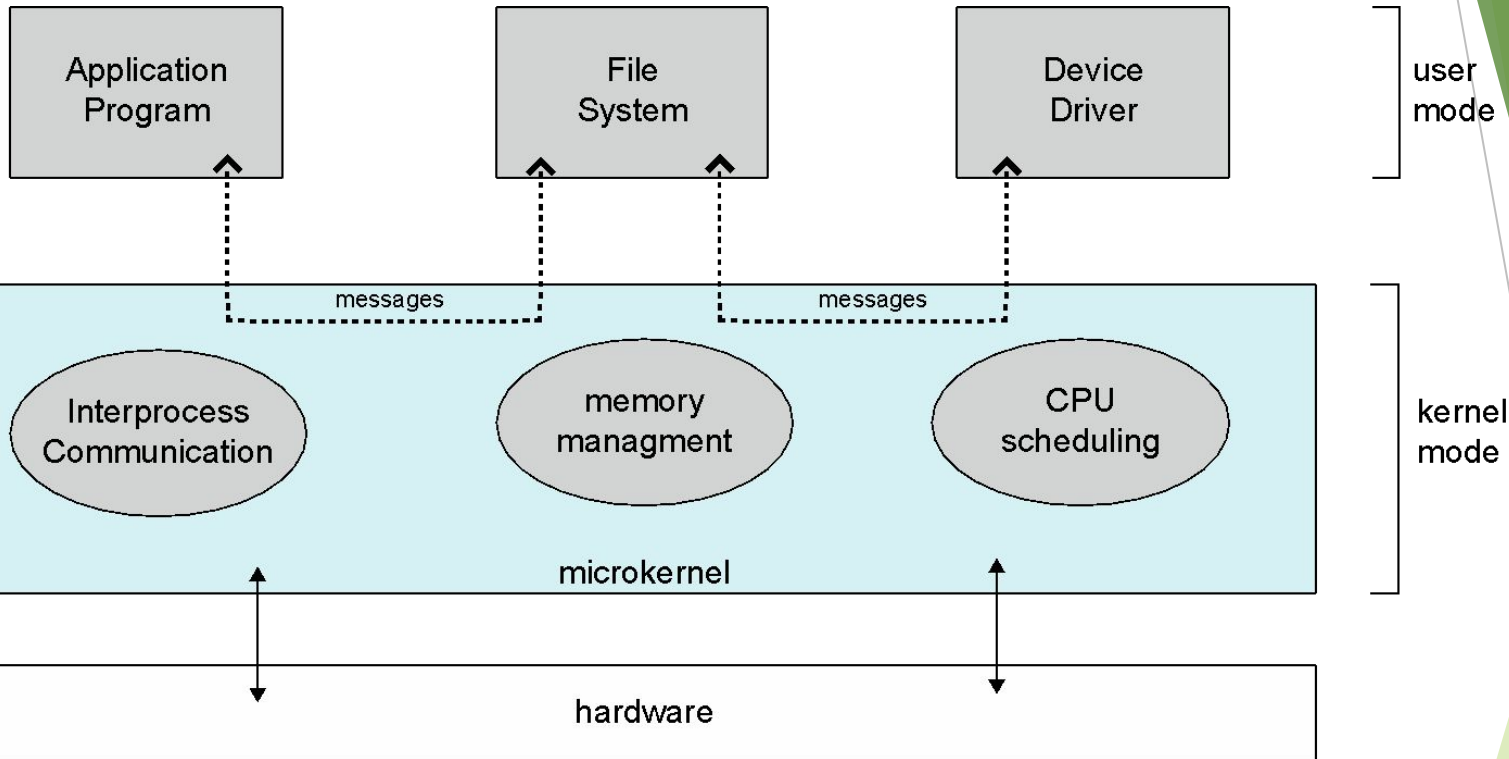 Application
Program
File
System
Device
Driver
user
mode
messages
messages
Interprocess
Communication
memory
managment
CPU
scheduling
kernel
mode
microkernel
hardware